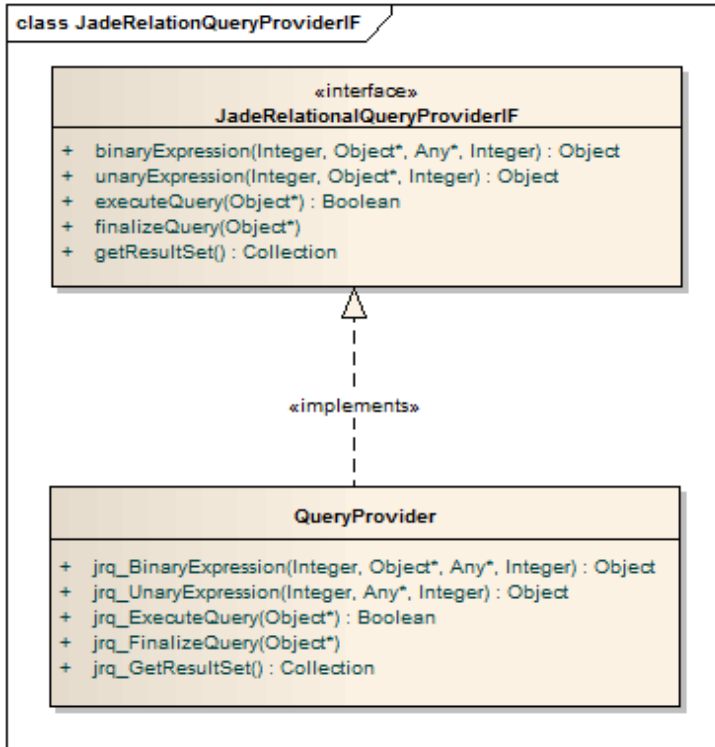 class JadeRelationQueryProviderIF
«interface»
JadeRelationalQueryProviderIF
+ binaryExpression(Integer, Object*, Any*, Integer) : Object
+ unaryExpression(Integer, Object*, Integer) : Object
+ executeQuery(Object*) : Boolean
+ finalizeQuery(Object*)
+ getResultSet() : Collection
«implements»
QueryProvider
+ jrq_BinaryExpression(Integer, Object*, Any*, Integer) : Object
+ jrq_UnaryExpression(Integer, Any*, Integer) : Object
+ jrq_ExecuteQuery(Object*) : Boolean
+ jrq_FinalizeQuery(Object*)
+ jrq_GetResultSet() : Collection